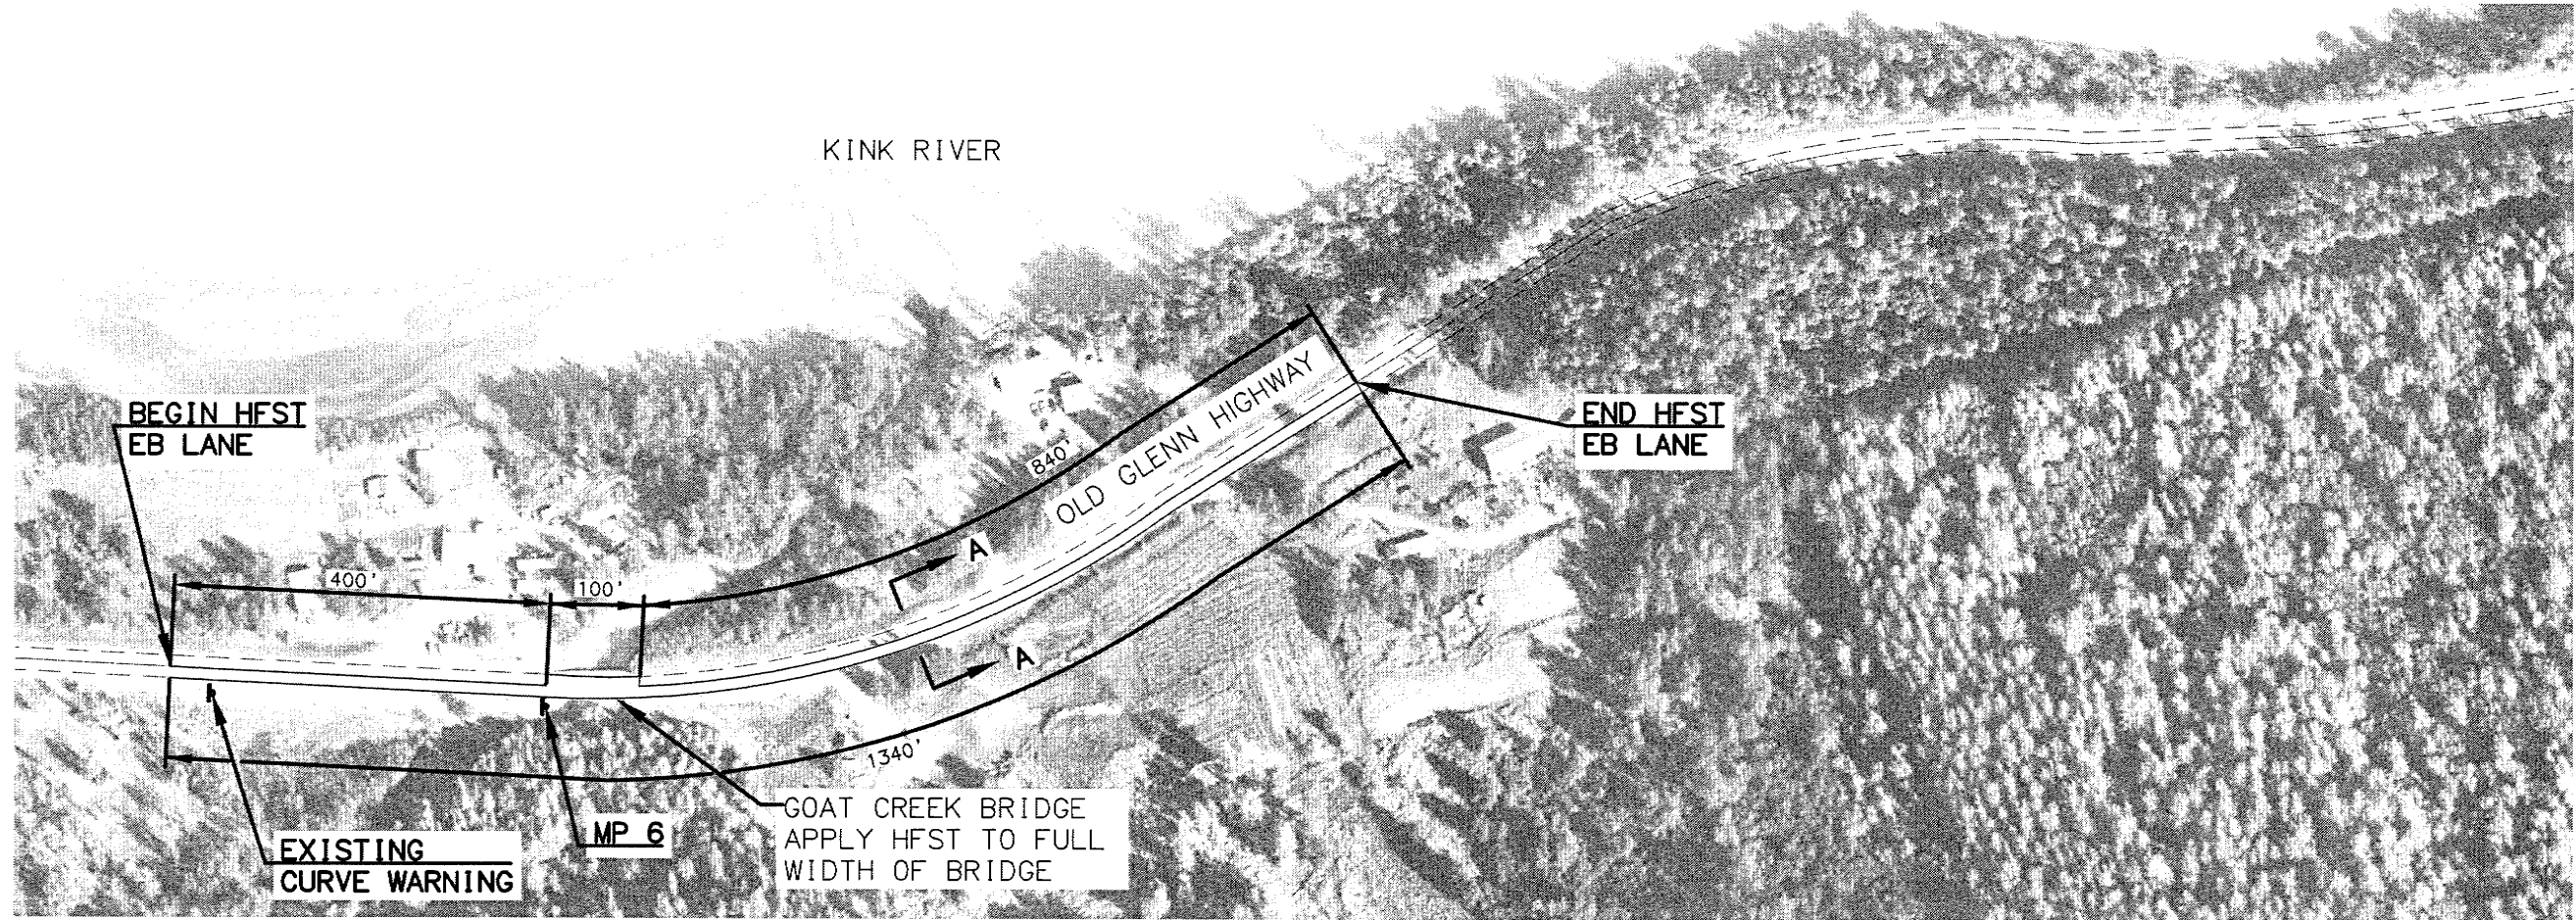 KINK RIVER
BEGIN HFST
EB LANE
400'
100'
840'
OLD GLENN HIGHWAY
END HFST
EB LANE
A
A
1340'
EXISTING
CURVE WARNING
MP 6
GOAT CREEK BRIDGE
APPLY HFST TO FULL
WIDTH OF BRIDGE